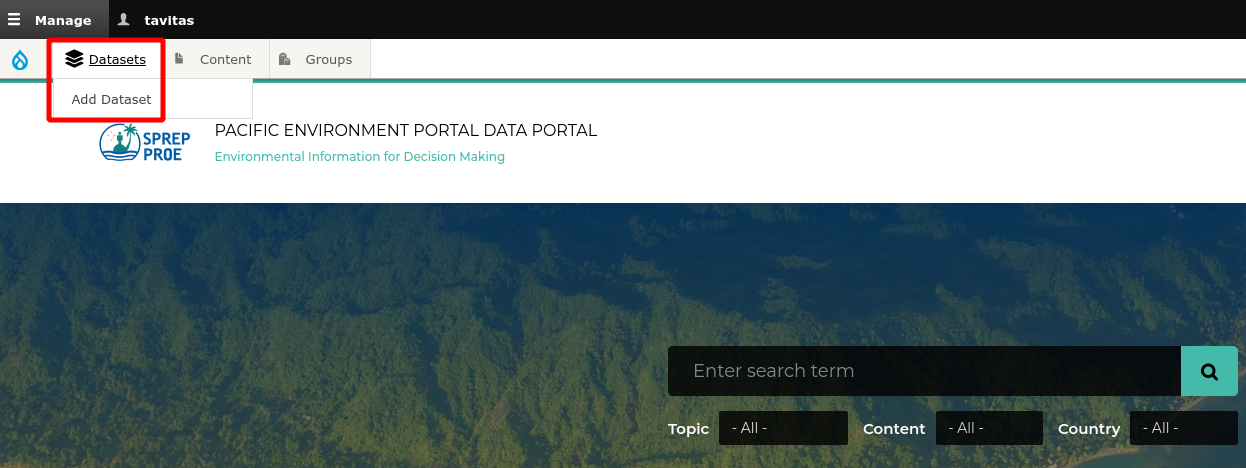 Manage tavitas
Datasets Content Groups
Add Dataset
SPREP
PROE
PACIFIC ENVIRONMENT PORTAL DATA PORTAL
Environmental Information for Decision Making
Enter search term
Topic - All - Content - All - Country - All -